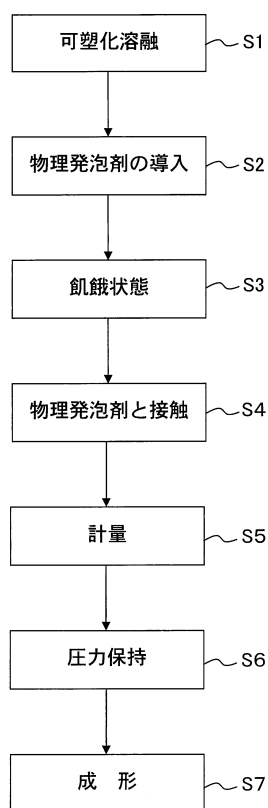 可塑化溶融 S1
物理発泡剤の導入 S2
飢餓状態 S3
物理発泡剤と接触 S4
計量 S5
圧力保持 S6
成 形 S7